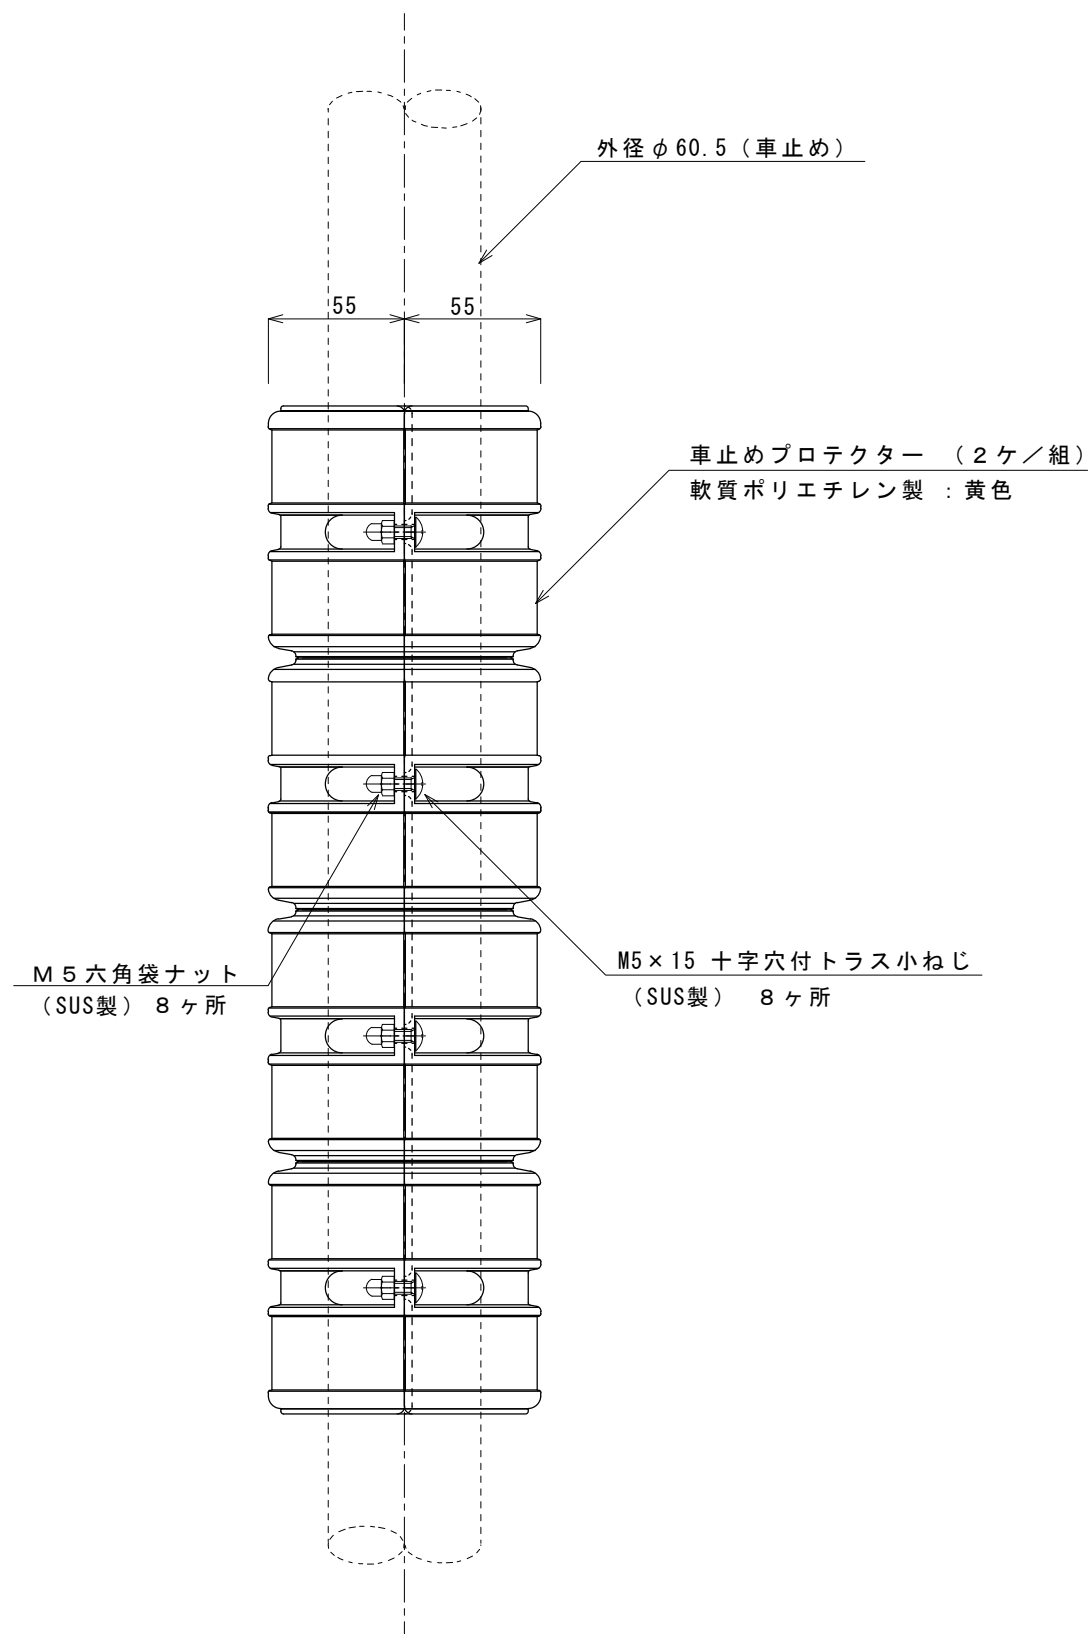 外径φ60.5（車止め）
55
55
車止めプロテクター （２ケ／組）
軟質ポリエチレン製 ：黄色
Ｍ５六角袋ナット
（SUS製） ８ヶ所
M5×15 十字穴付トラス小ねじ
（SUS製） ８ヶ所